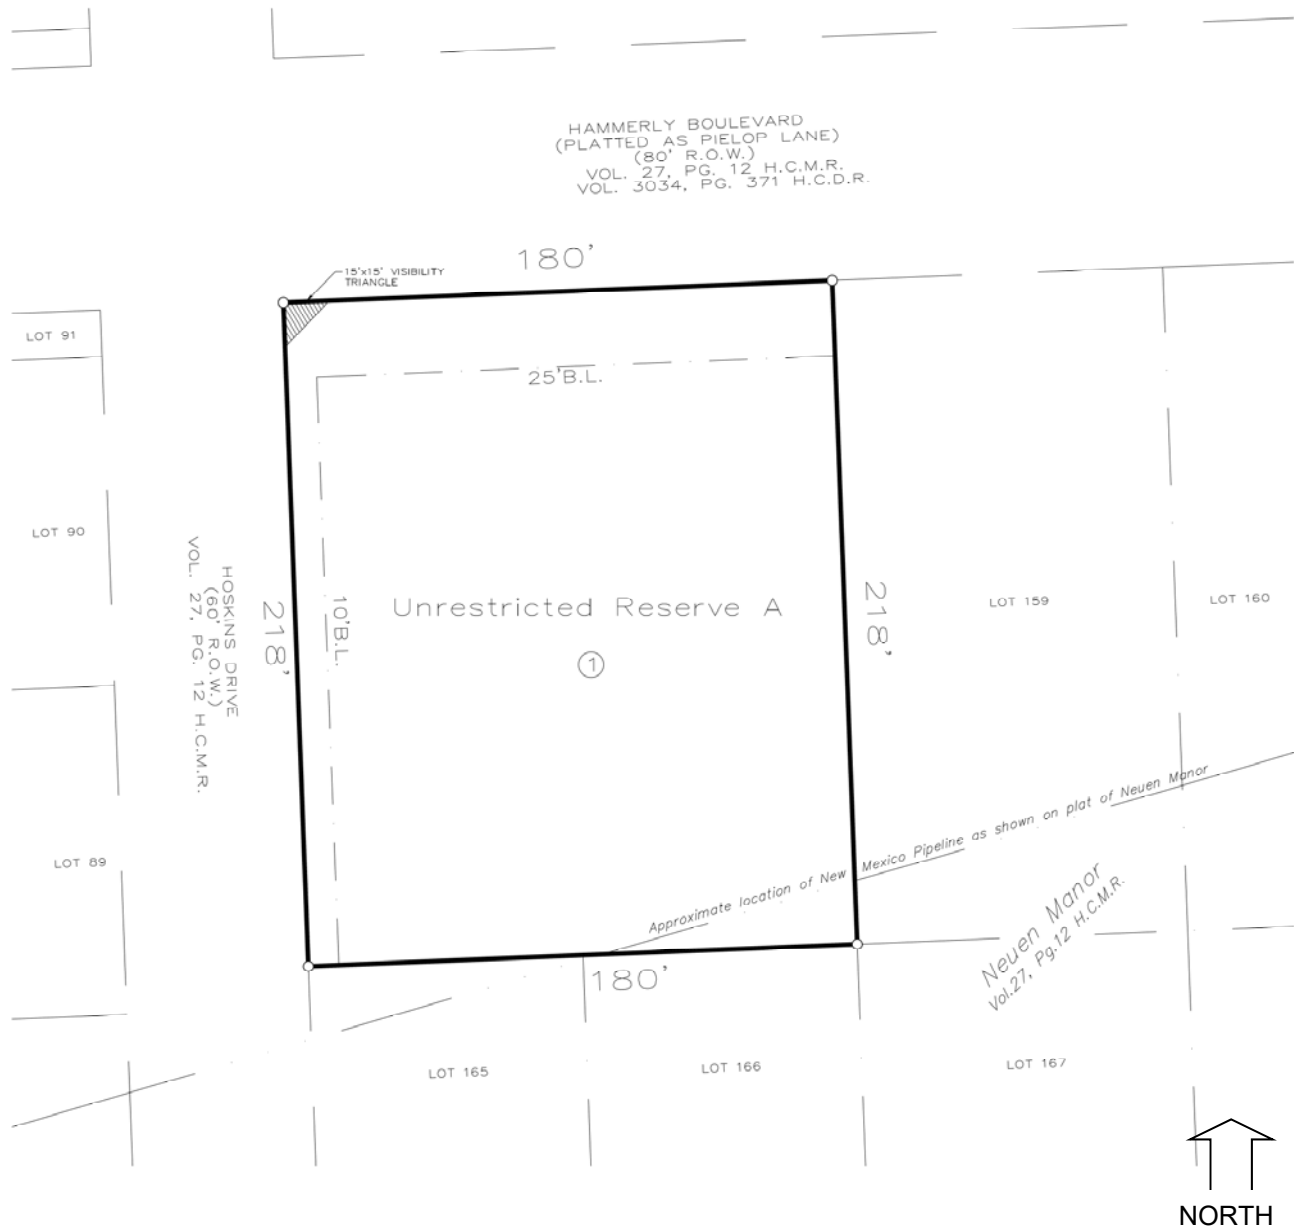 HAMMERLY BOULEVARD
(PLATTED AS PIELOP LANE)
(80' R.O.W.)
VOL. 27, PG. 12 H.C.M.R.
VOL. 3034, PG. 371 H.C.D.R.
180'
15'x15' VISIBILITY
TRIANGLE
LOT 91
25'B.L.
LOT 90
HOSKINS DRIVE
(60' R.O.W.)
VOL. 27, PG. 12 H.C.M.R.
218'
10'B.L.
Unrestricted Reserve A
1
218'
LOT 159
LOT 160
LOT 89
Approximate location of New Mexico Pipeline as shown on plat of Neuen Manor
Neuen Manor
Vol.27, Pg.12 H.C.M.R.
180'
LOT 165
LOT 166
LOT 167
NORTH